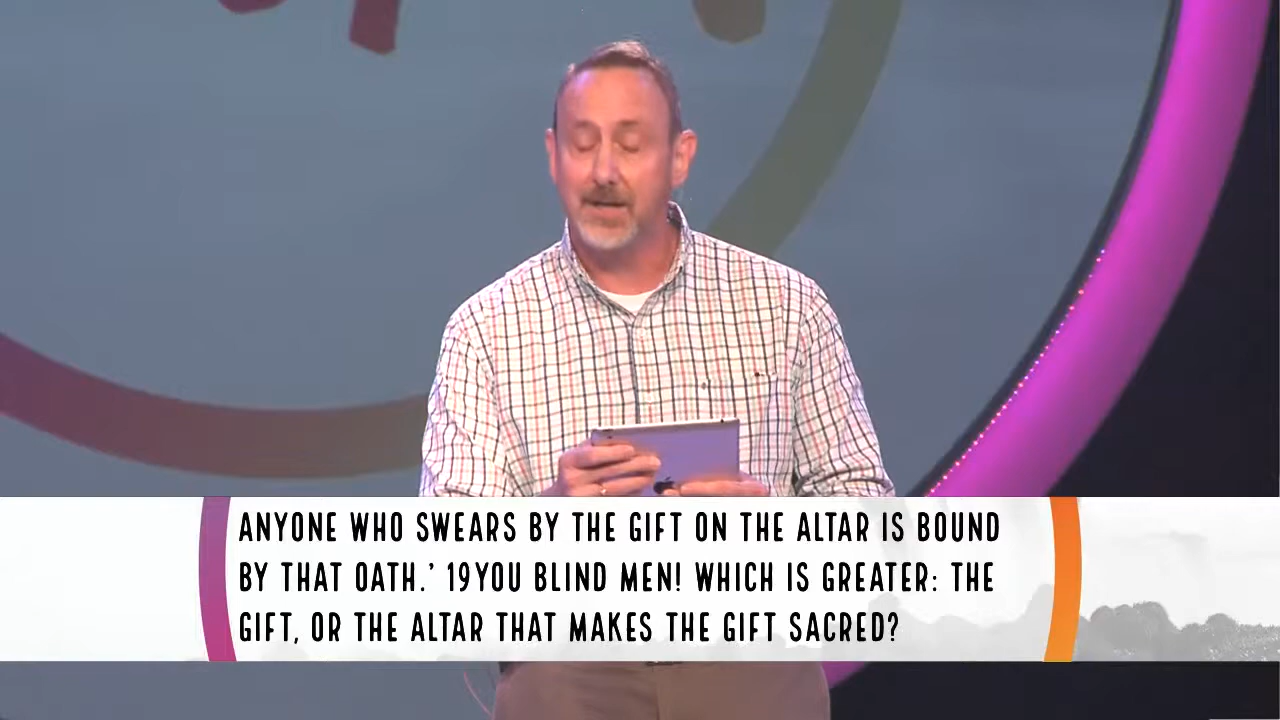 ANYONE WHO SWEARS BY THE GIFT ON THE ALTAR IS BOUND
BY THAT OATH.’ 19YOU BLIND MEN! WHICH IS GREATER: THE
GIFT, OR THE ALTAR THAT MAKES THE GIFT SACRED?